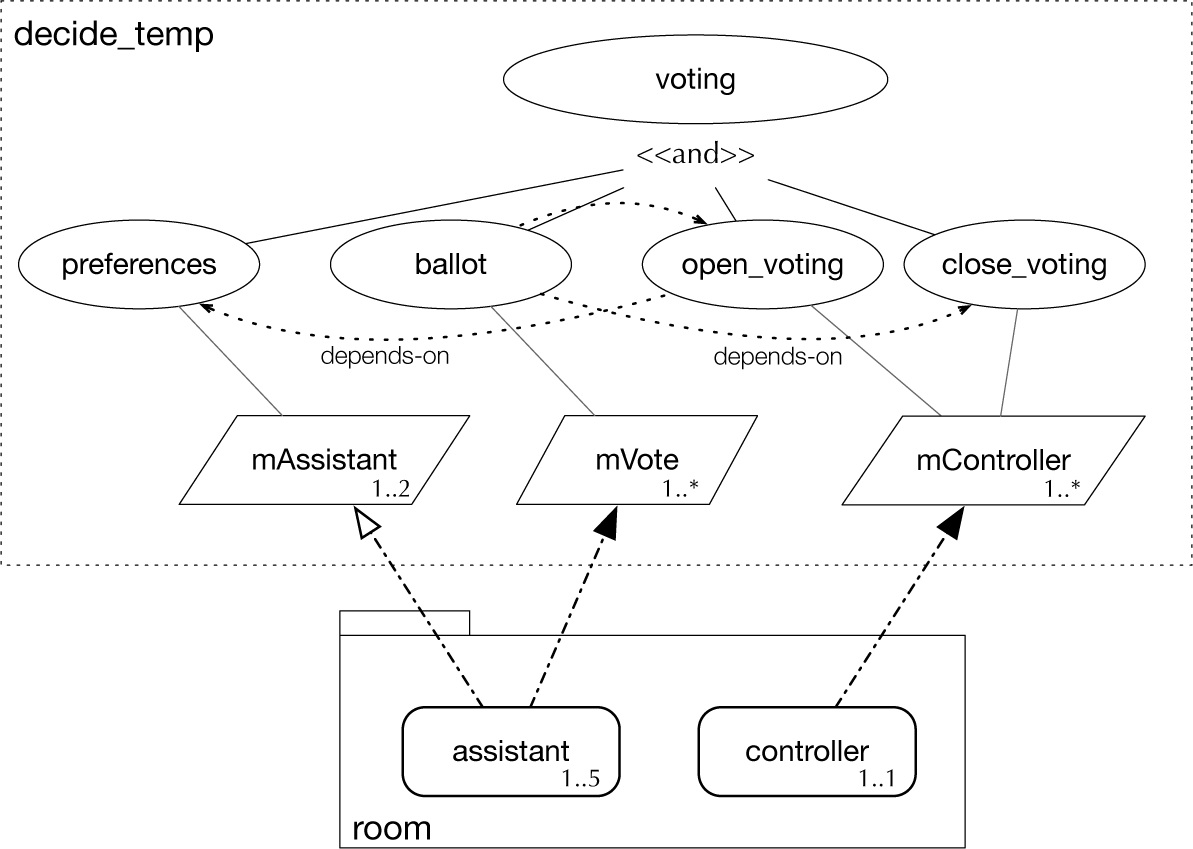 decide_temp
voting
<<and>>
preferences
ballot
open_voting
close_voting
depends-on
depends-on
mAssistant
1..2
mVote
1..*
mController
1..*
assistant
1..5
controller
1..1
room